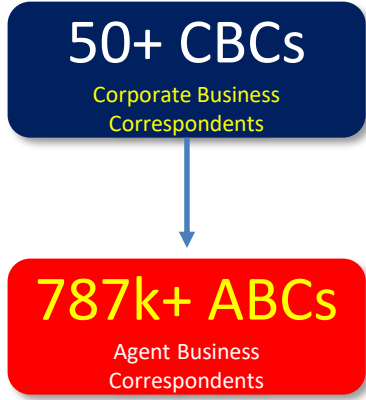 50+ CBCs
Corporate Business
Correspondents
787k+ ABCs
Agent Business
Correspondents